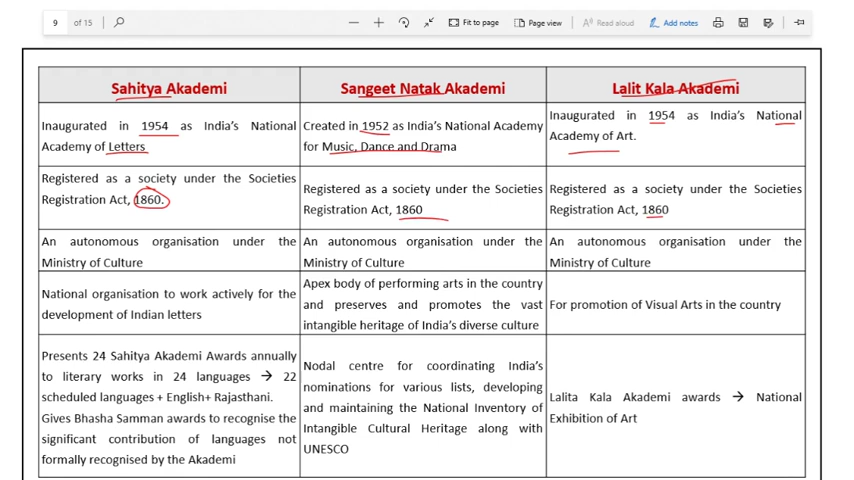 9 of 15
Fit to page
Page view
Read aloud
Add notes
Sahitya Akademi
Sangeet Natak Akademi
Lalit Kala Akademi
Inaugurated in 1954 as India's National
Academy of Letters
Created in 1952 as India's National Academy
for Music, Dance and Drama
Inaugurated in 1954 as India's National
Academy of Art.
Registered as a society under the Societies
Registration Act, 1860.
Registered as a society under the Societies
Registration Act, 1860
Registered as a society under the Societies
Registration Act, 1860
An autonomous organisation under the
Ministry of Culture
An autonomous organisation under the
Ministry of Culture
An autonomous organisation under the
Ministry of Culture
National organisation to work actively for the
development of Indian letters
Apex body of performing arts in the country
and preserves and promotes the vast
intangible heritage of India's diverse culture
For promotion of Visual Arts in the country
Presents 24 Sahitya Akademi Awards annually
to literary works in 24 languages → 22
scheduled languages + English+ Rajasthani.
Gives Bhasha Samman awards to recognise the
significant contribution of languages not
formally recognised by the Akademi
Nodal centre for coordinating India's
nominations for various lists, developing
and maintaining the National Inventory of
Intangible Cultural Heritage along with
UNESCO
Lalita Kala Akademi awards → National
Exhibition of Art